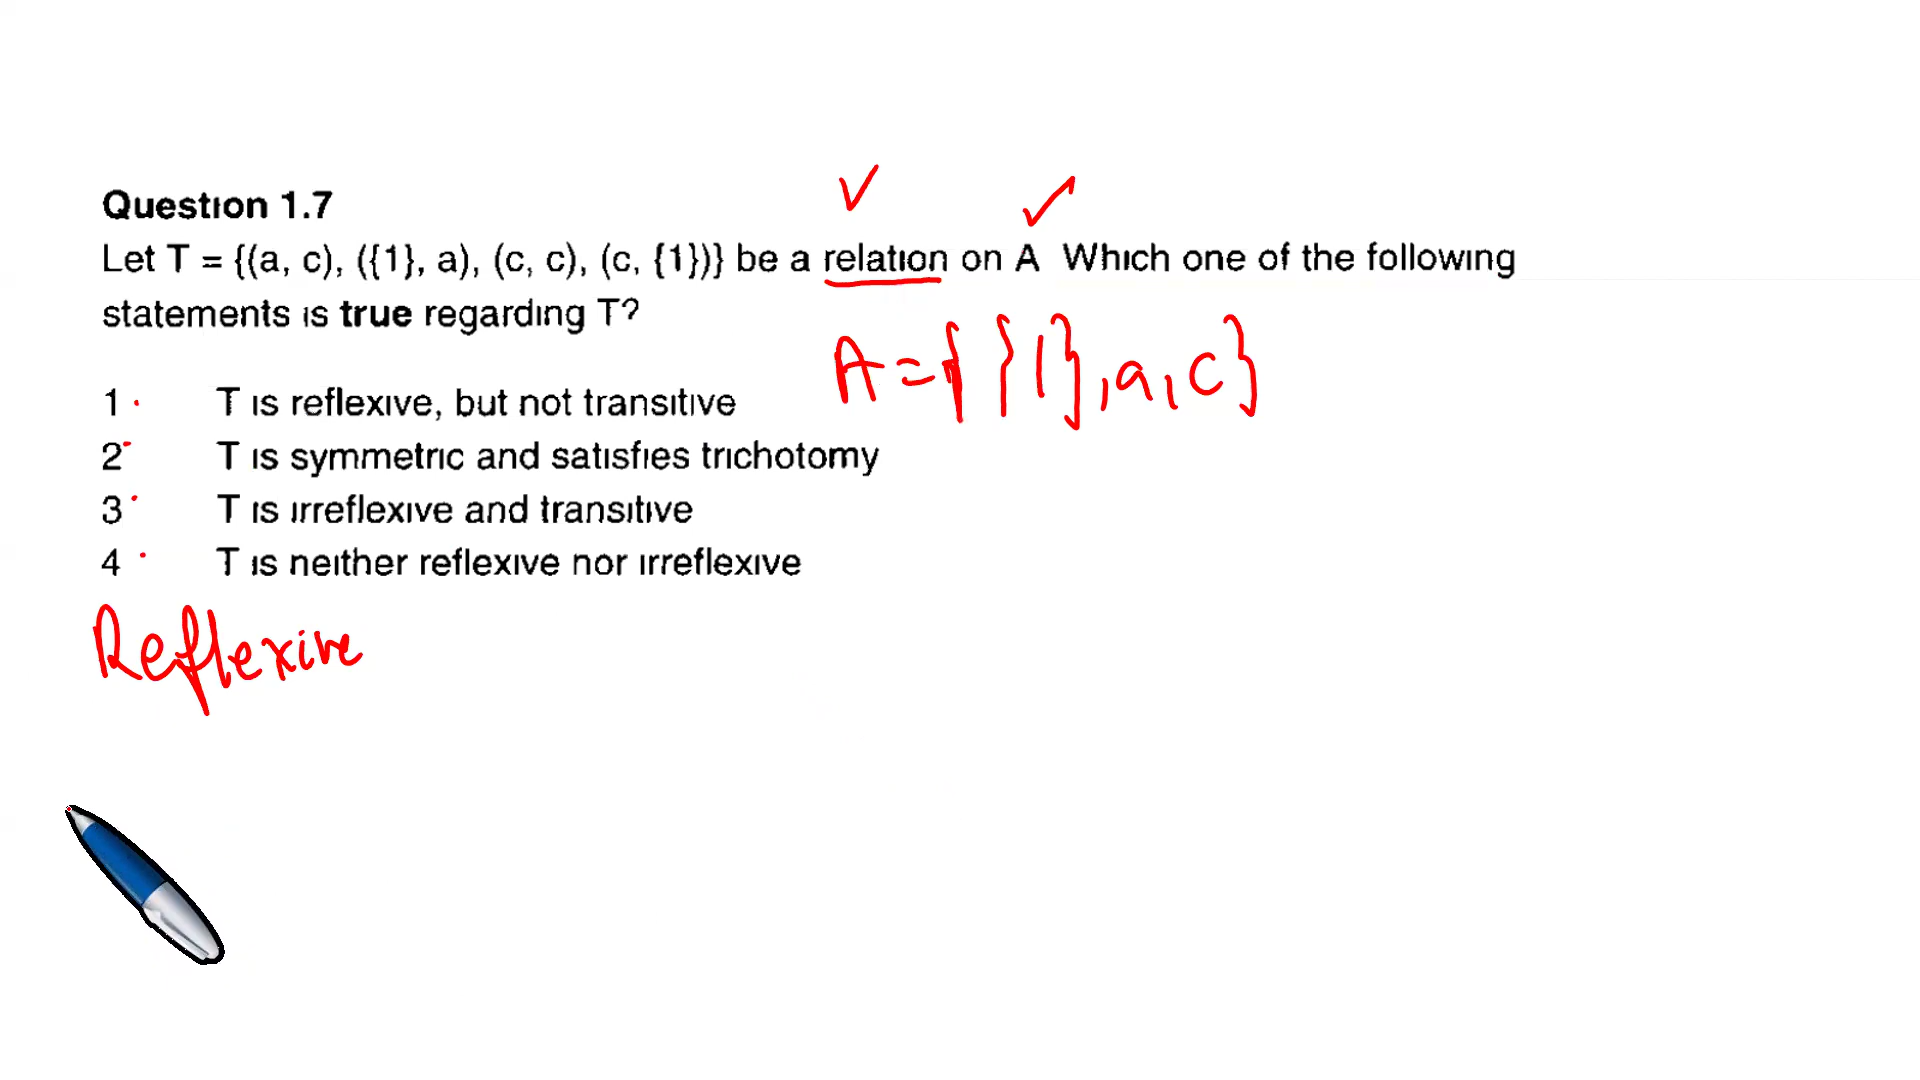 Question 1.7
Let T = {(a, c), ({1}, a), (c, c), (c, {1})} be a relation on A Which one of the following
statements is true regarding T?
A = { {1}, a, c}
1 T is reflexive, but not transitive
2 T is symmetric and satisfies trichotomy
3 T is irreflexive and transitive
4 T is neither reflexive nor irreflexive
Reflexive